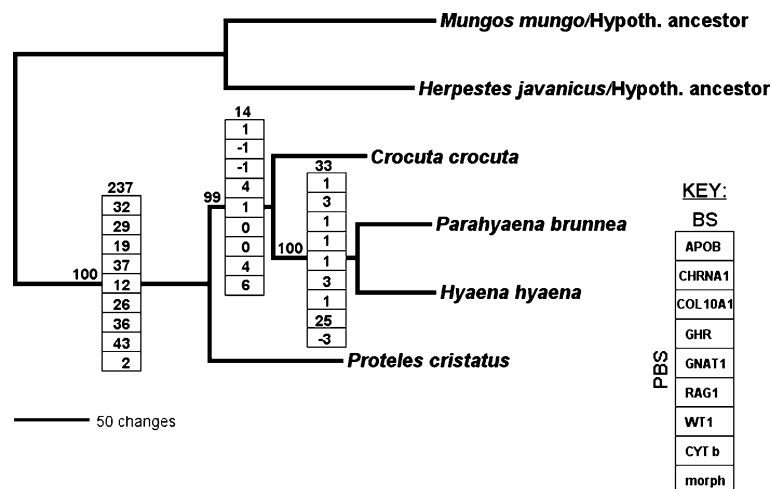 Mungos mungo/Hypoth. ancestor
Herpestes javanicus/Hypoth. ancestor
14
1
-1
-1
4
1
0
0
4
6
99
Crocuta crocuta
33
1
3
1
1
1
3
1
25
-3
100
Parahyaena brunnea
Hyaena hyaena
237
32
29
19
37
12
26
36
43
2
100
Proteles cristatus
50 changes
KEY:
BS
PBS
APOB
CHRNA1
COL10A1
GHR
GNAT1
RAG1
WT1
CYT b
morph